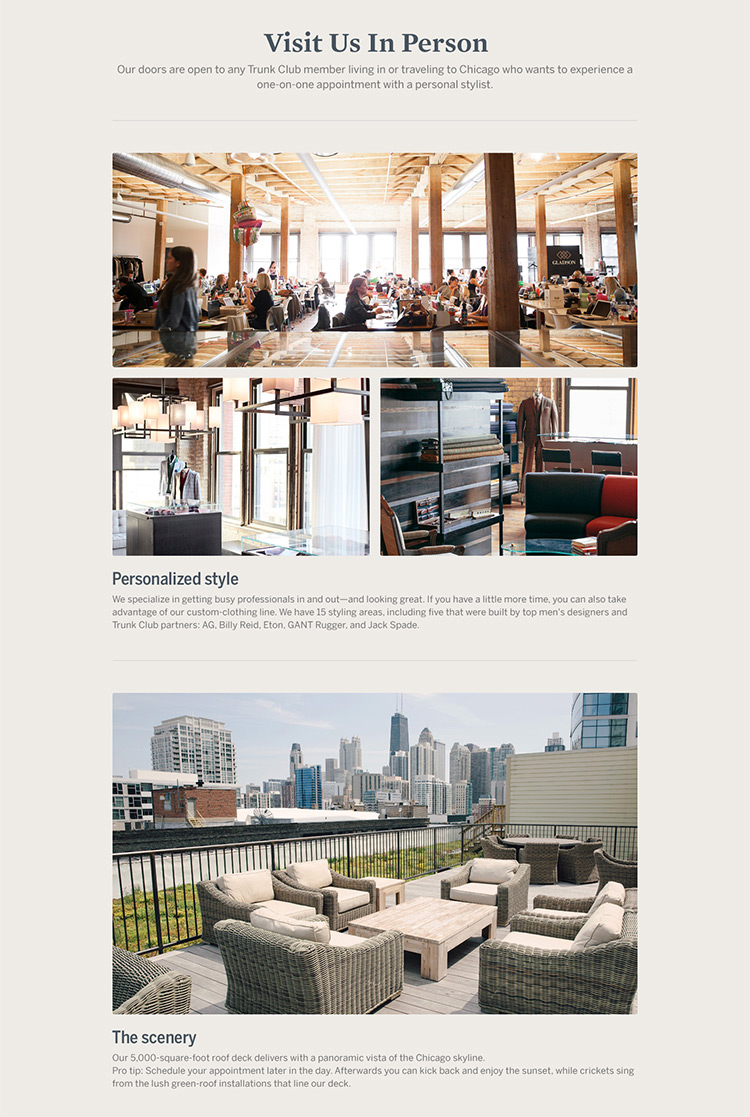 Visit Us In Person
Our doors are open to any Trunk Club member living in or traveling to Chicago who wants to experience a
one-on-one appointment with a personal stylist.
GLADSON
Personalized style
We specialize in getting busy professionals in and out—and looking great. If you have a little more time, you can also take
advantage of our custom-clothing line. We have 15 styling areas, including five that were built by top men's designers and
Trunk Club partners: AG, Billy Reid, Eton, GANT Rugger, and Jack Spade.
The scenery
Our 5,000-square-foot roof deck delivers with a panoramic vista of the Chicago skyline.
Pro tip: Schedule your appointment later in the day. Afterwards you can kick back and enjoy the sunset, while crickets sing
from the lush green-roof installations that line our deck.